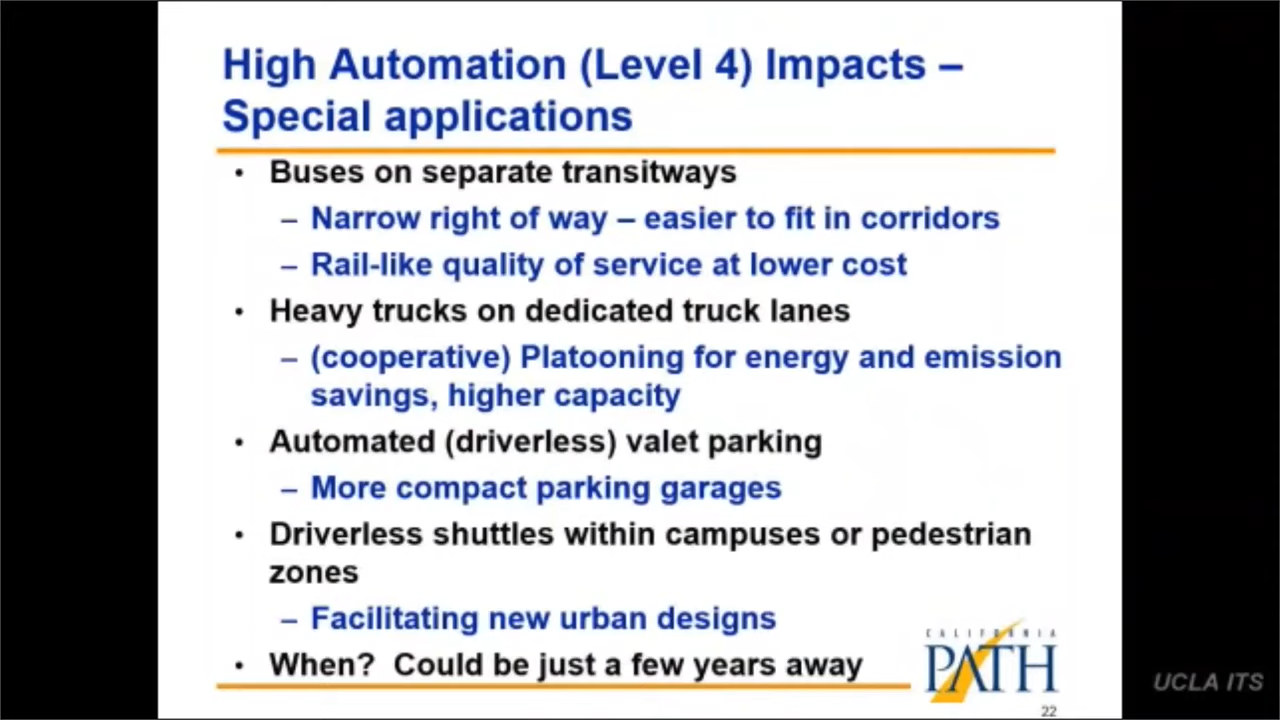 High Automation (Level 4) Impacts –
Special applications
• Buses on separate transitways
– Narrow right of way – easier to fit in corridors
– Rail-like quality of service at lower cost
• Heavy trucks on dedicated truck lanes
– (cooperative) Platooning for energy and emission
savings, higher capacity
• Automated (driverless) valet parking
– More compact parking garages
• Driverless shuttles within campuses or pedestrian
zones
– Facilitating new urban designs
• When? Could be just a few years away
CALIFORNIA
PATH
22
UCLA ITS